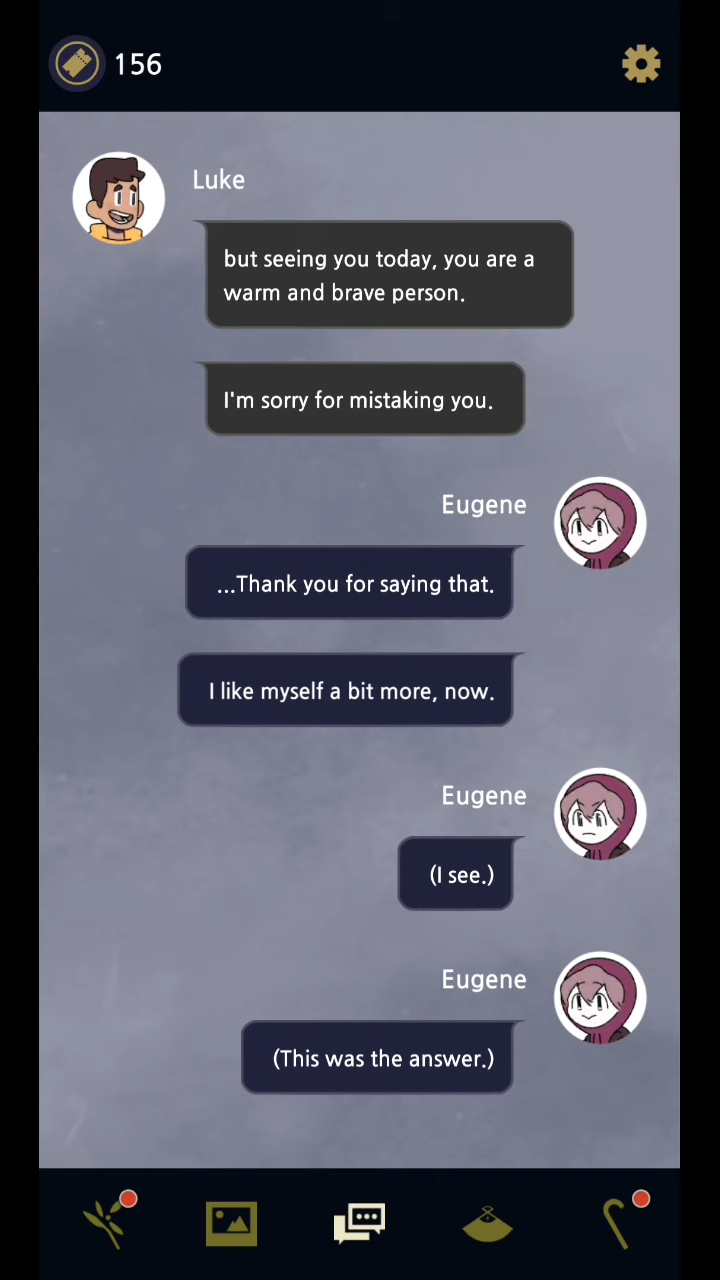 156
Luke
but seeing you today, you are a
warm and brave person.
I'm sorry for mistaking you.
Eugene
...Thank you for saying that.
I like myself a bit more, now.
Eugene
(I see.)
Eugene
(This was the answer.)